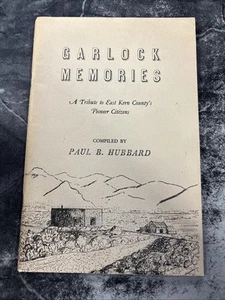 GARLOCK
MEMORIES
A Tribute to East Kern County's
Pioneer Citizens
COMPILED BY
PAUL B. HUBBARD